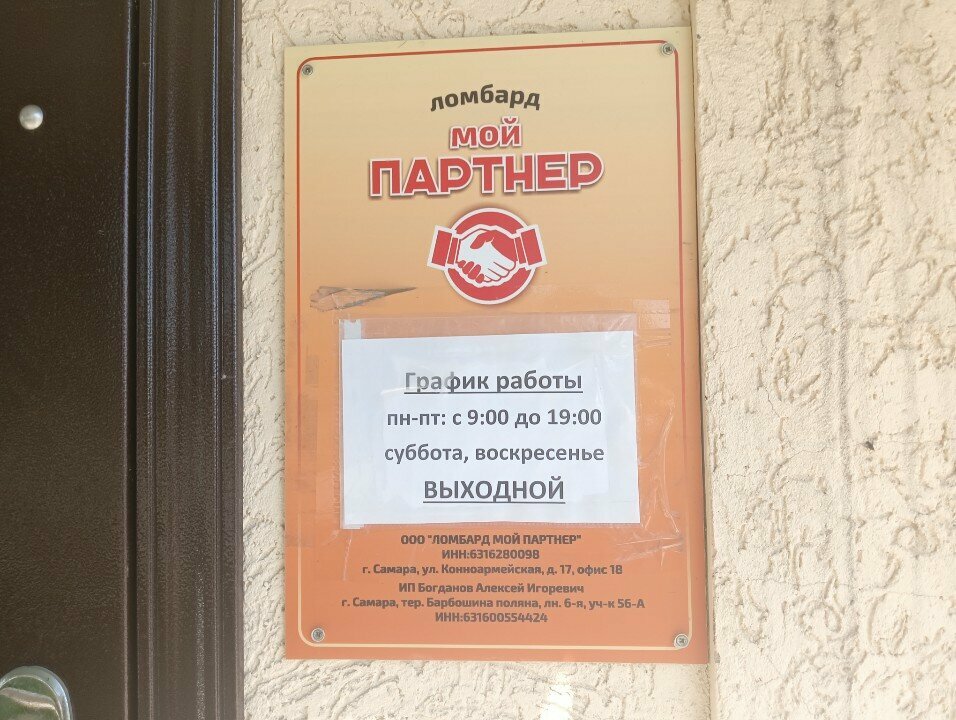 ломбард
мой
ПАРТНЕР
График работы
пн-пт: с 9:00 до 19:00
суббота, воскресенье
ВЫХОДНОЙ
ООО "ЛОМБАРД МОЙ ПАРТНЕР"
ИНН:6316280098
г. Самара, ул. Конноармейская, д. 17, офис 18
ИП Богданов Алексей Игоревич
г. Самара, тер. Барбошина поляна, лн. 6-я, уч-к 56-А
ИНН:631600554424